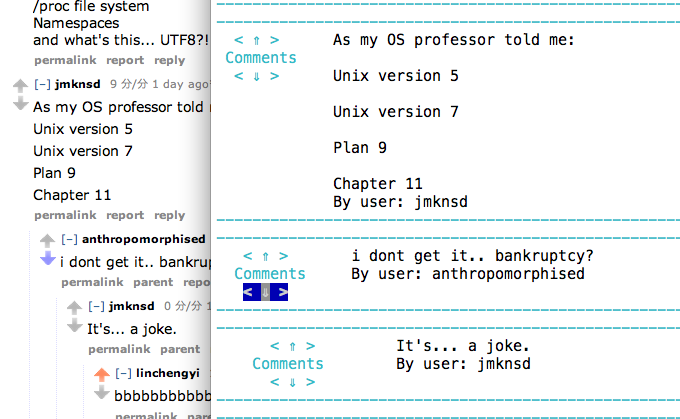 /proc file system
Namespaces
and what's this... UTF8?!
permalink report reply
[–] jmknsd 9 分/分 1 day ago
As my OS professor told
Unix version 5
Unix version 7
Plan 9
Chapter 11
permalink report reply
[–] anthropomorphised
i dont get it.. bankrup
permalink parent repo
[–] jmknsd 0 分/分
It's... a joke.
permalink parent
[–] linchengyi
bbbbbbbbbbb
permalink par
< ⇑ > As my OS professor told me:
Comments
< ⇓ > Unix version 5
Unix version 7
Plan 9
Chapter 11
By user: jmknsd
< ⇑ > i dont get it.. bankruptcy?
Comments By user: anthropomorphised
< ⇓ >
< ⇑ > It's... a joke.
Comments By user: jmknsd
< ⇓ >